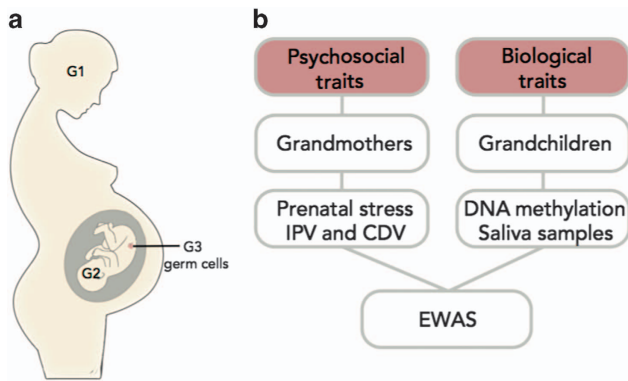 a
G1
G2
G3
germ cells
b
Psychosocial
traits
Biological
traits
Grandmothers
Grandchildren
Prenatal stress
IPV and CDV
DNA methylation
Saliva samples
EWAS